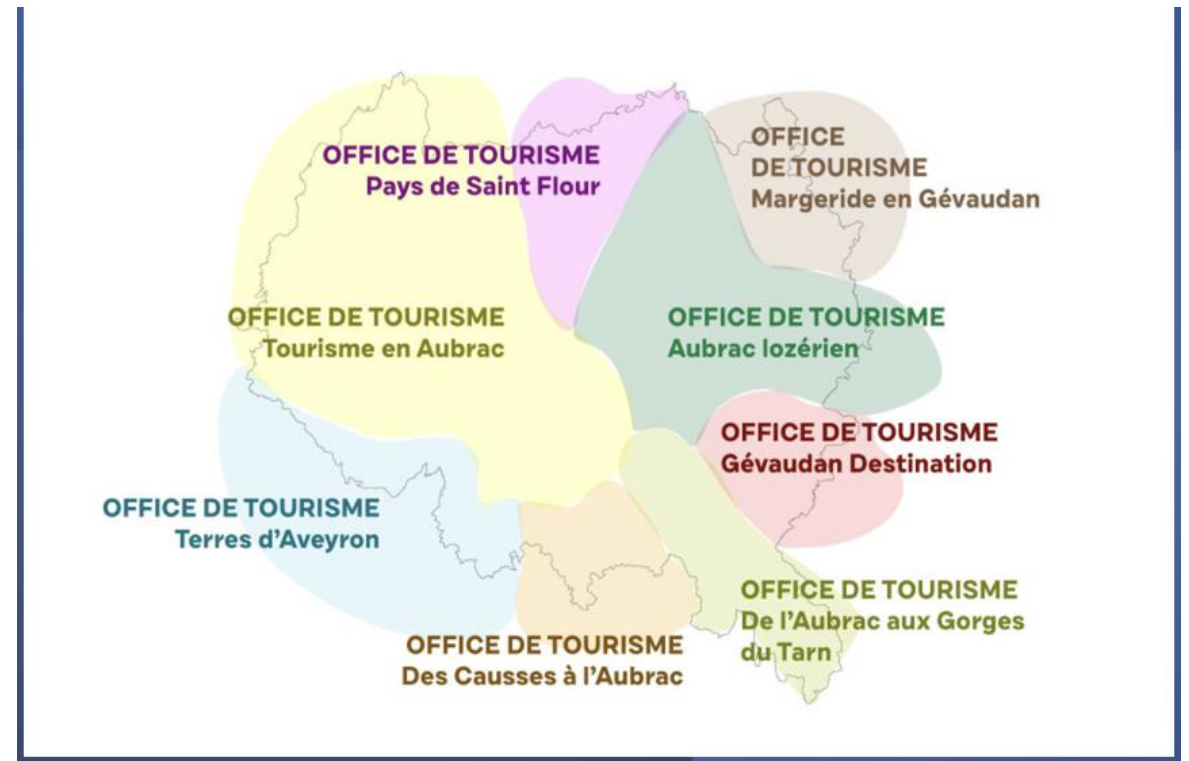 OFFICE
DE TOURISME
Margeride en Gévaudan
OFFICE DE TOURISME
Pays de Saint Flour
OFFICE DE TOURISME
Tourisme en Aubrac
OFFICE DE TOURISME
Aubrac lozérien
OFFICE DE TOURISME
Gévaudan Destination
OFFICE DE TOURISME
Terres d’Aveyron
OFFICE DE TOURISME
De l’Aubrac aux Gorges
du Tarn
OFFICE DE TOURISME
Des Causses à l’Aubrac